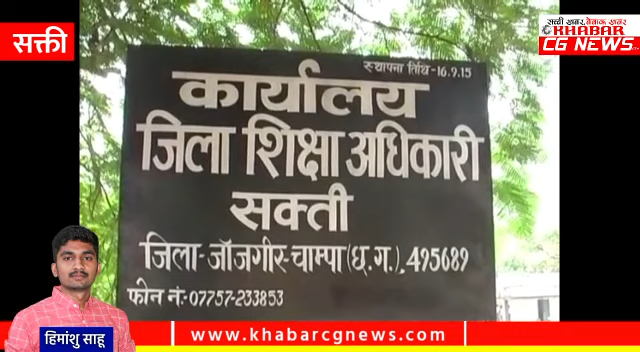 सक्ती
सच्ची खबर, बेबाक खबर
KHABAR
CG NEWS
स्थापना तिथि-16.9.15
कार्यालय
जिला शिक्षा अधिकारी
सक्ती
जिला-जॉजगीर-चाम्पा (छ.ग.), 495689
फोन नं:-07757-233853
हिमांशु साहू
www.khabarcgnews.com